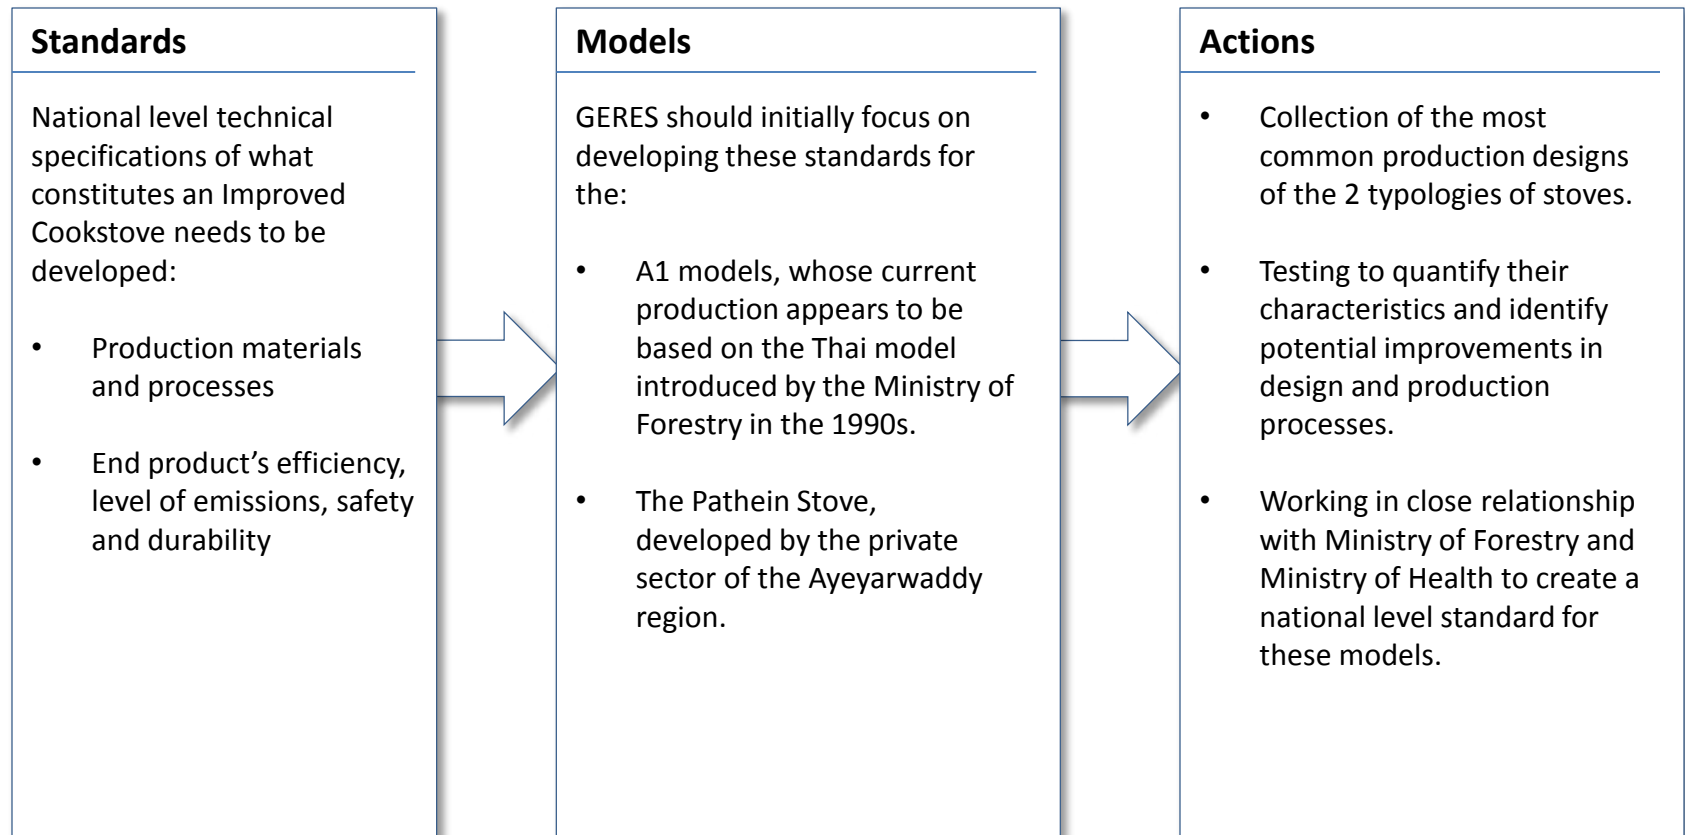 Standards
National level technical
specifications of what
constitutes an Improved
Cookstove needs to be
developed:
• Production materials
and processes
• End product’s efficiency,
level of emissions, safety
and durability
Models
GERES should initially focus on
developing these standards for
the:
• A1 models, whose current
production appears to be
based on the Thai model
introduced by the Ministry of
Forestry in the 1990s.
• The Pathein Stove,
developed by the private
sector of the Ayeyarwaddy
region.
Actions
• Collection of the most
common production designs
of the 2 typologies of stoves.
• Testing to quantify their
characteristics and identify
potential improvements in
design and production
processes.
• Working in close relationship
with Ministry of Forestry and
Ministry of Health to create a
national level standard for
these models.